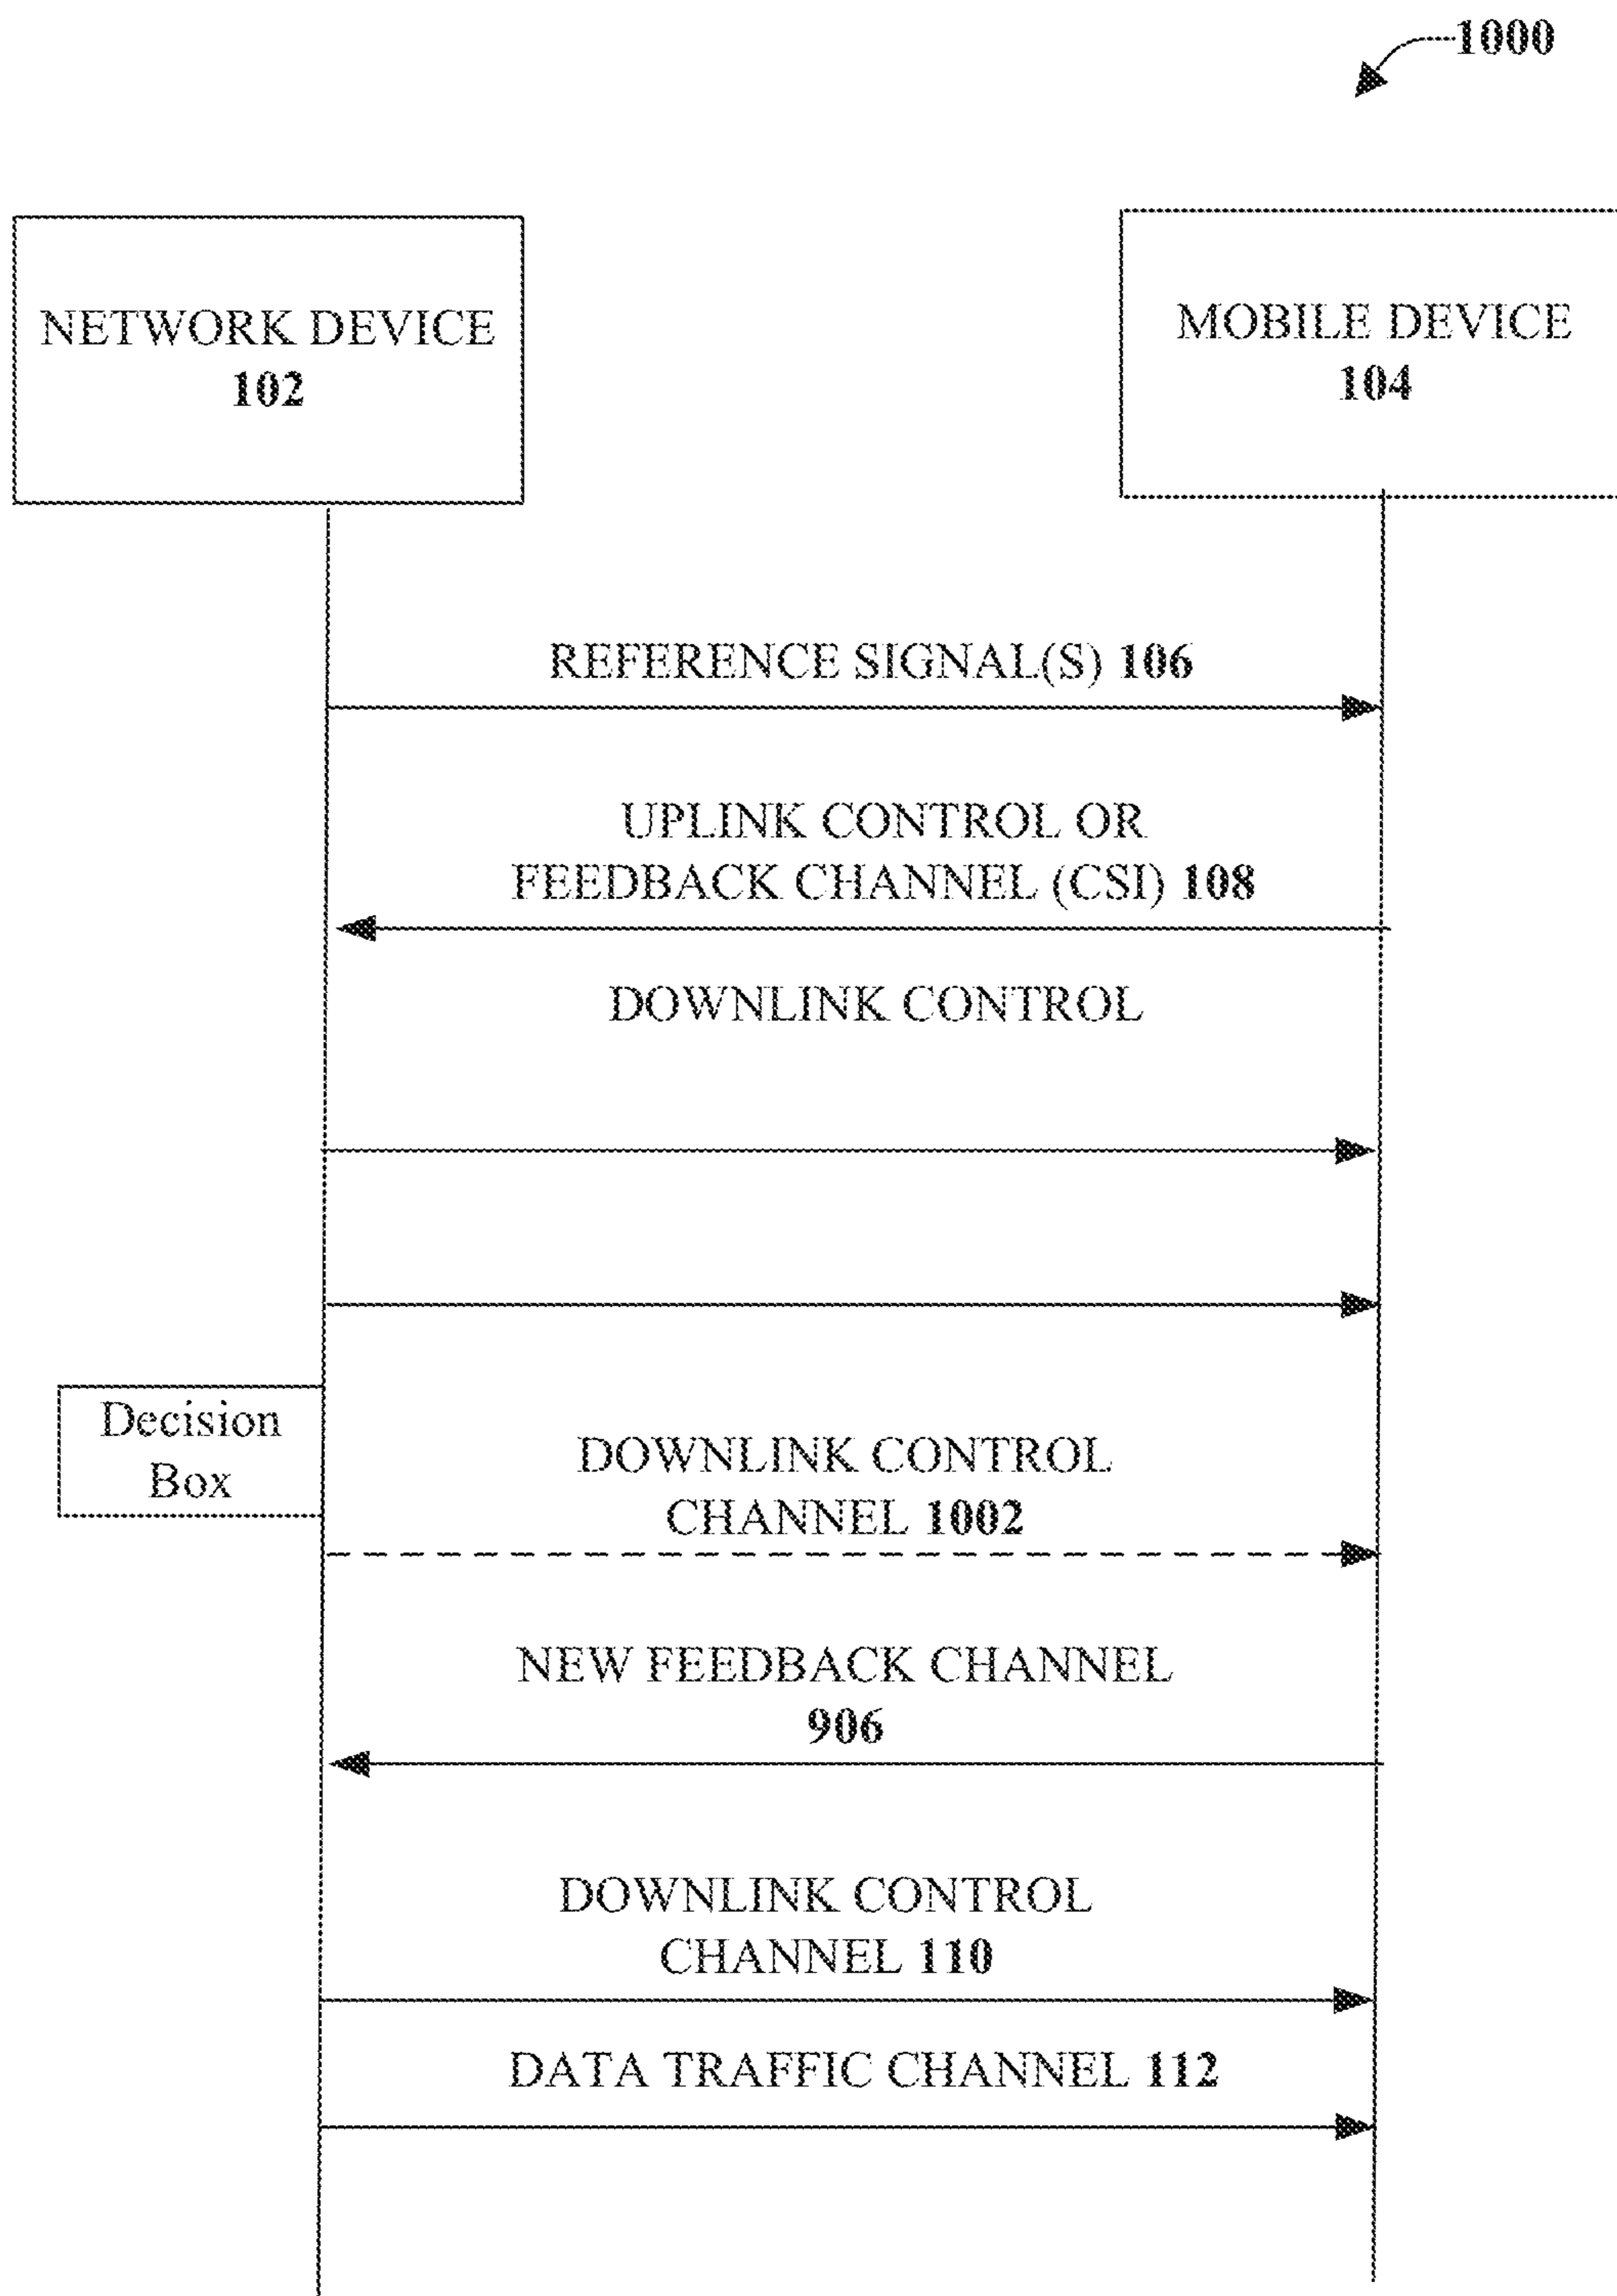 1000
NETWORK DEVICE
102
MOBILE DEVICE
104
REFERENCE SIGNAL(S) 106
UPLINK CONTROL OR
FEEDBACK CHANNEL (CSI) 108
DOWNLINK CONTROL
Decision
Box
DOWNLINK CONTROL
CHANNEL 1002
NEW FEEDBACK CHANNEL
906
DOWNLINK CONTROL
CHANNEL 110
DATA TRAFFIC CHANNEL 112